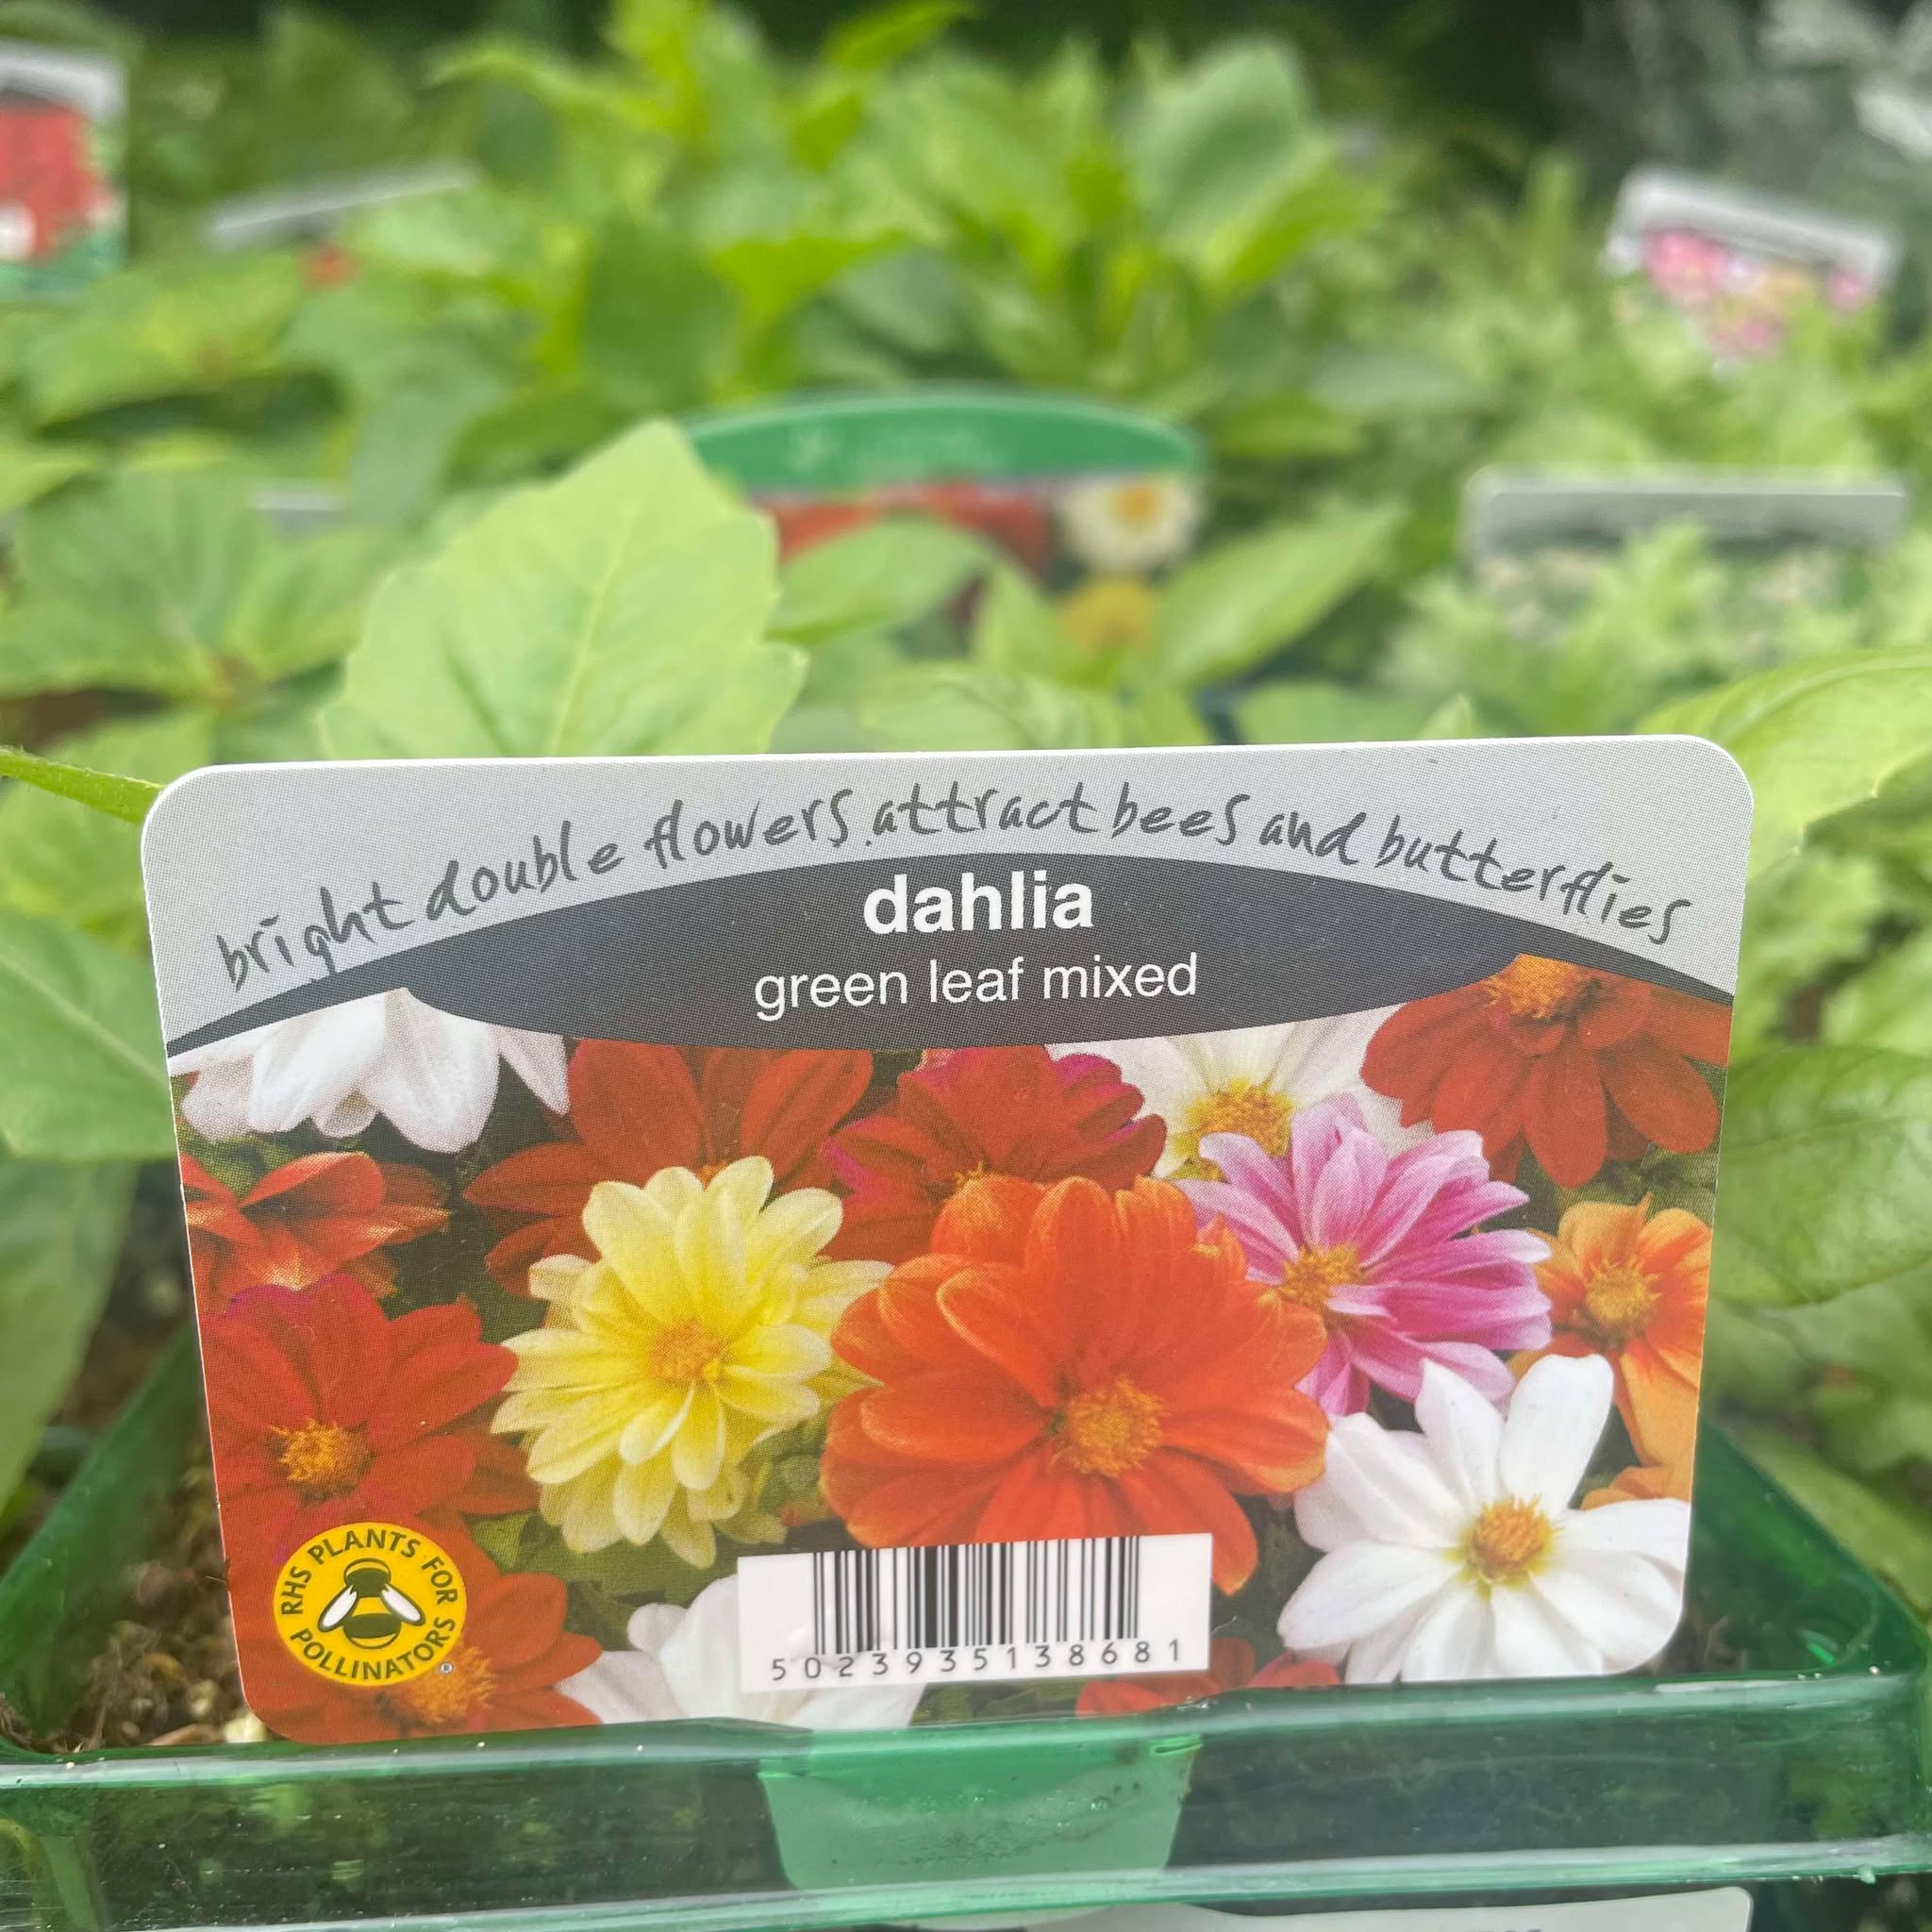 bright double flowers. attract bees and butterflies
dahlia
green leaf mixed
RHS PLANTS FOR
POLLINATORS®
5023935138681